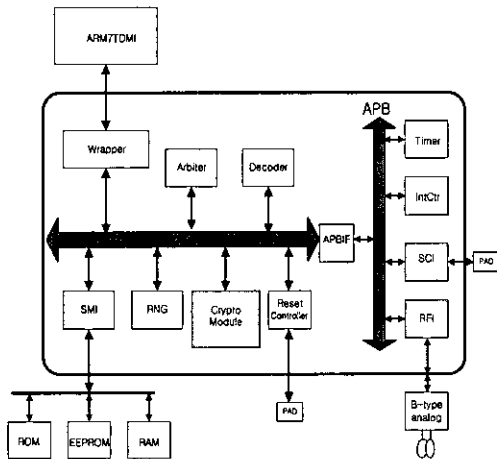 ARM7TDMI
APB
Wrapper
Arbiter
Decoder
Timer
IntCtr
APBIF
SCI
PAD
SMI
RNG
Crypto
Module
Reset
Controller
RFI
PAD
B-type
analog
ROM
EEPROM
RAM